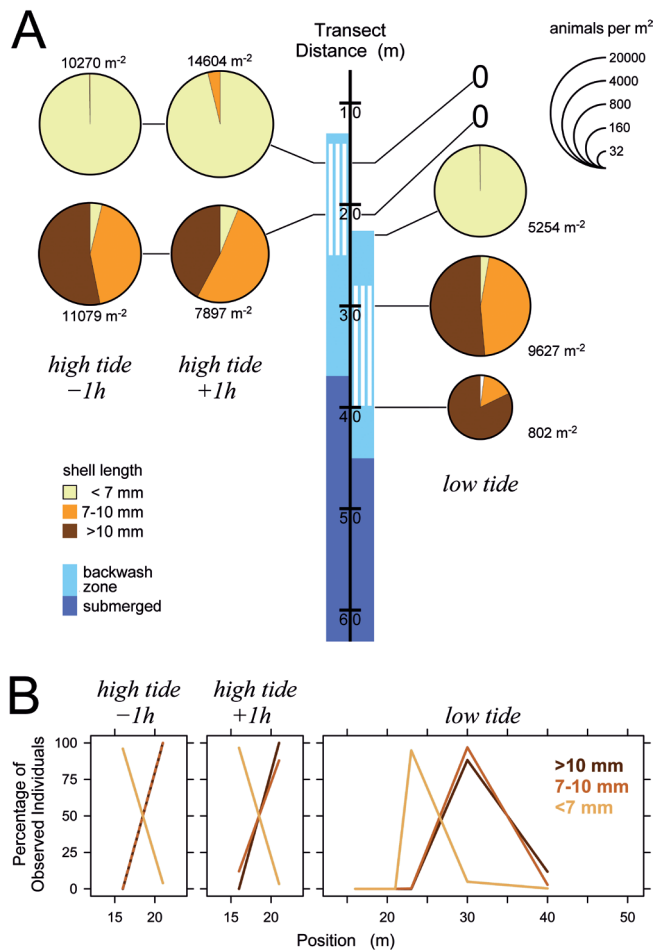 A
Transect
Distance (m)
animals per m²
10270 m-2
14604 m-2
0
0
20000
4000
800
160
32
10
20
30
40
50
60
5254 m-2
11079 m-2
7897 m-2
9627 m-2
high tide
−1h
high tide
+1h
802 m-2
low tide
shell length
< 7 mm
7-10 mm
>10 mm
backwash
zone
submerged
B
high tide
−1h
high tide
+1h
low tide
Percentage of
Observed Individuals
100
75
50
25
0
>10 mm
7-10 mm
<7 mm
15 20
15 20
20 30 40 50
Position (m)